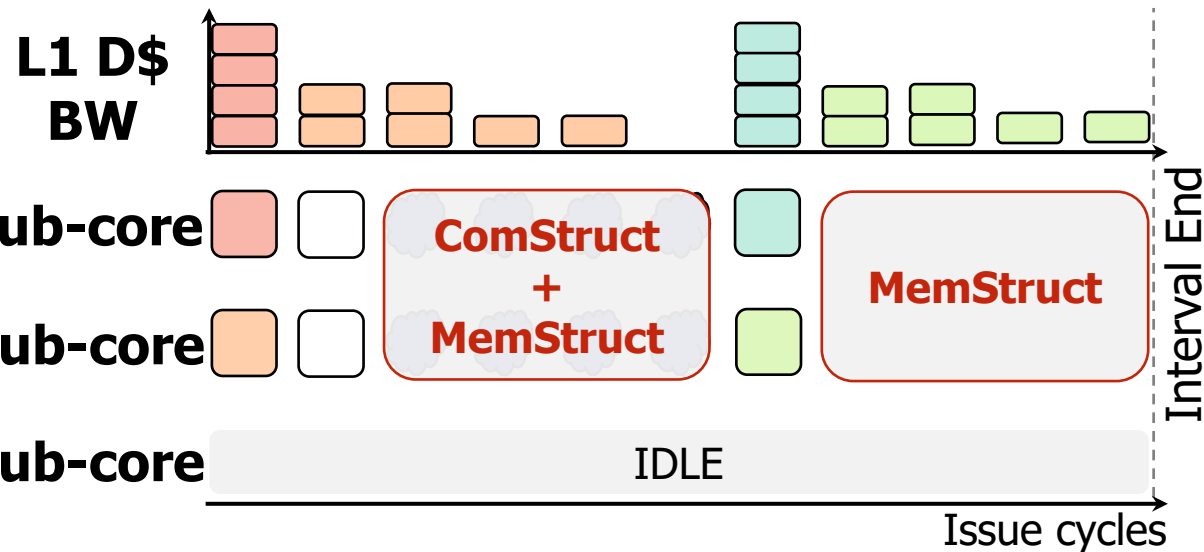 L1 D$
BW
ub-core
ComStruct
+
MemStruct
MemStruct
ub-core
ub-core
IDLE
Interval End
Issue cycles